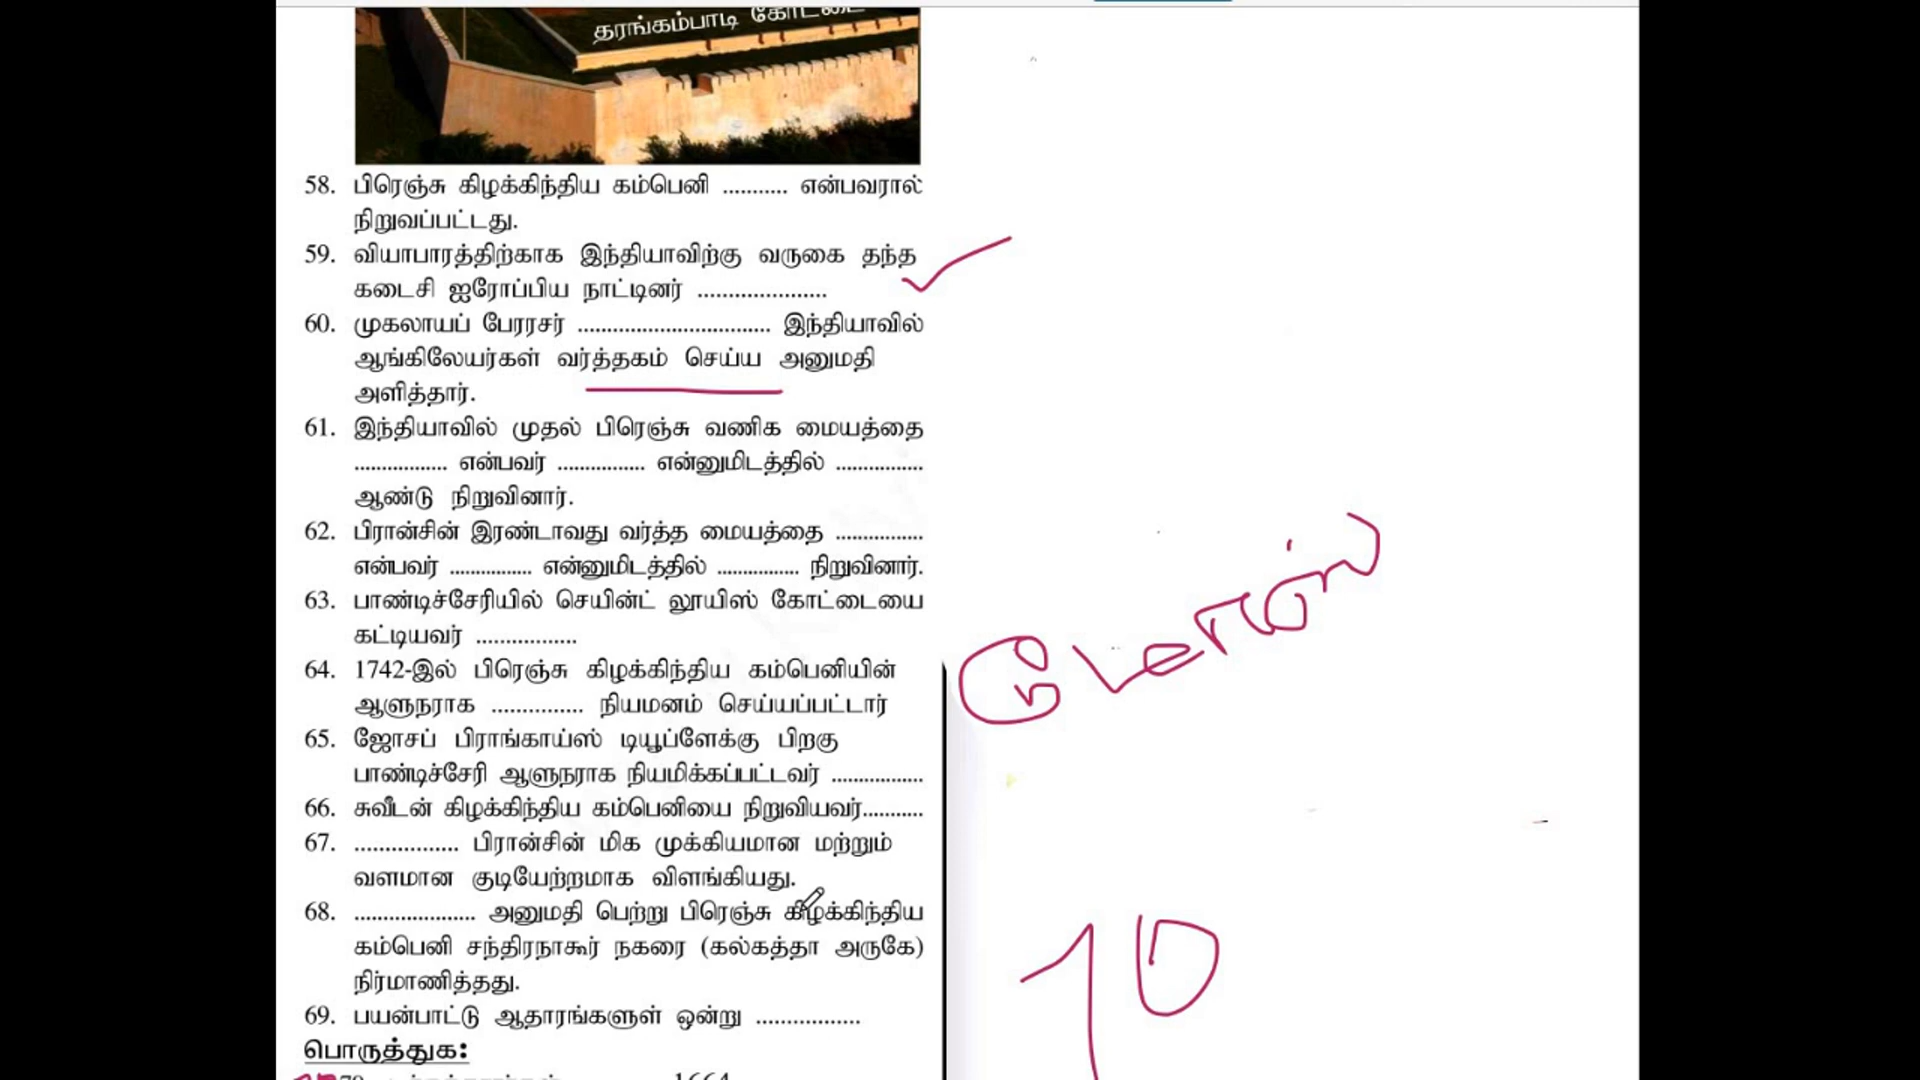 தரங்கம்பாடி கோட்டை
58. பிரெஞ்சு கிழக்கிந்திய கம்பெனி ........... என்பவரால்
நிறுவப்பட்டது.
59. வியாபாரத்திற்காக இந்தியாவிற்கு வருகை தந்த
கடைசி ஐரோப்பிய நாட்டினர் .....................
60. முகலாயப் பேரரசர் ............................... இந்தியாவில்
ஆங்கிலேயர்கள் வர்த்தகம் செய்ய அனுமதி
அளித்தார்.
61. இந்தியாவில் முதல் பிரெஞ்சு வணிக மையத்தை
............... என்பவர் .............. என்னுமிடத்தில் ..............
ஆண்டு நிறுவினார்.
62. பிரான்சின் இரண்டாவது வர்த்த மையத்தை ..............
என்பவர் ............. என்னுமிடத்தில் ............. நிறுவினார்.
63. பாண்டிச்சேரியில் செயின்ட் லூயிஸ் கோட்டையை
கட்டியவர் ................
64. 1742-இல் பிரெஞ்சு கிழக்கிந்திய கம்பெனியின்
ஆளுநராக ............... நியமனம் செய்யப்பட்டார்
65. ஜோசப் பிராங்காய்ஸ் டியூப்ளேக்கு பிறகு
பாண்டிச்சேரி ஆளுநராக நியமிக்கப்பட்டவர் ...............
66. சுவீடன் கிழக்கிந்திய கம்பெனியை நிறுவியவர்..........
67. ................. பிரான்சின் மிக முக்கியமான மற்றும்
வளமான குடியேற்றமாக விளங்கியது.
68. .................... அனுமதி பெற்று பிரெஞ்சு கிழக்கிந்திய
கம்பெனி சந்திரநாகூர் நகரை (கல்கத்தா அருகே)
நிர்மாணித்தது.
69. பயன்பாட்டு ஆதாரங்களுள் ஒன்று .................
பொருத்துக:
1664